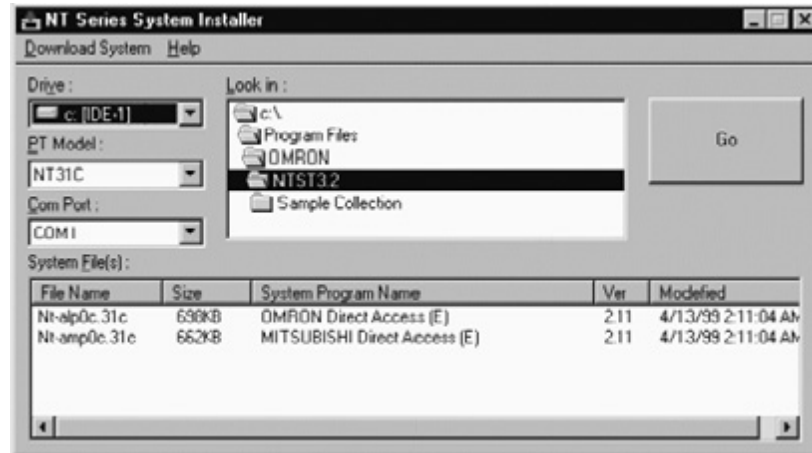 NT Series System Installer
Download System Help
Drive :
c: [IDE-1]
PT Model :
NT31C
Com Port :
COM1
Look in :
c:\
Program Files
OMRON
NTST3.2
Sample Collection
Go
System File(s) :
File Name Size System Program Name Ver Modefied
Nt-alp0c.31c 698KB OMRON Direct Access (E) 2.11 4/13/99 2:11:04 AM
Nt-amp0c.31c 662KB MITSUBISHI Direct Access (E) 2.11 4/13/99 2:11:04 AM